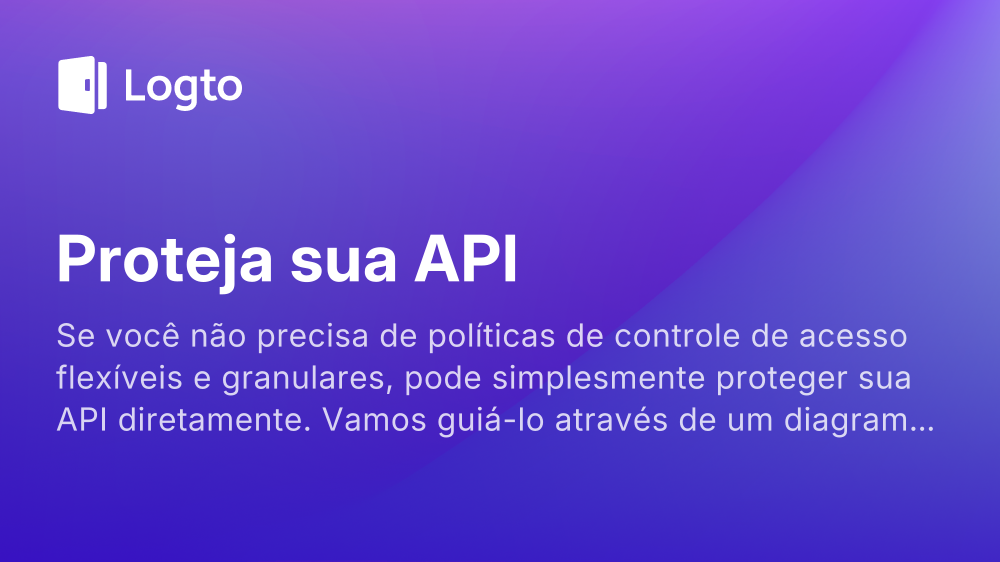 Logto
Proteja sua API
Se você não precisa de políticas de controle de acesso
flexíveis e granulares, pode simplesmente proteger sua
API diretamente. Vamos guiá-lo através de um diagram...